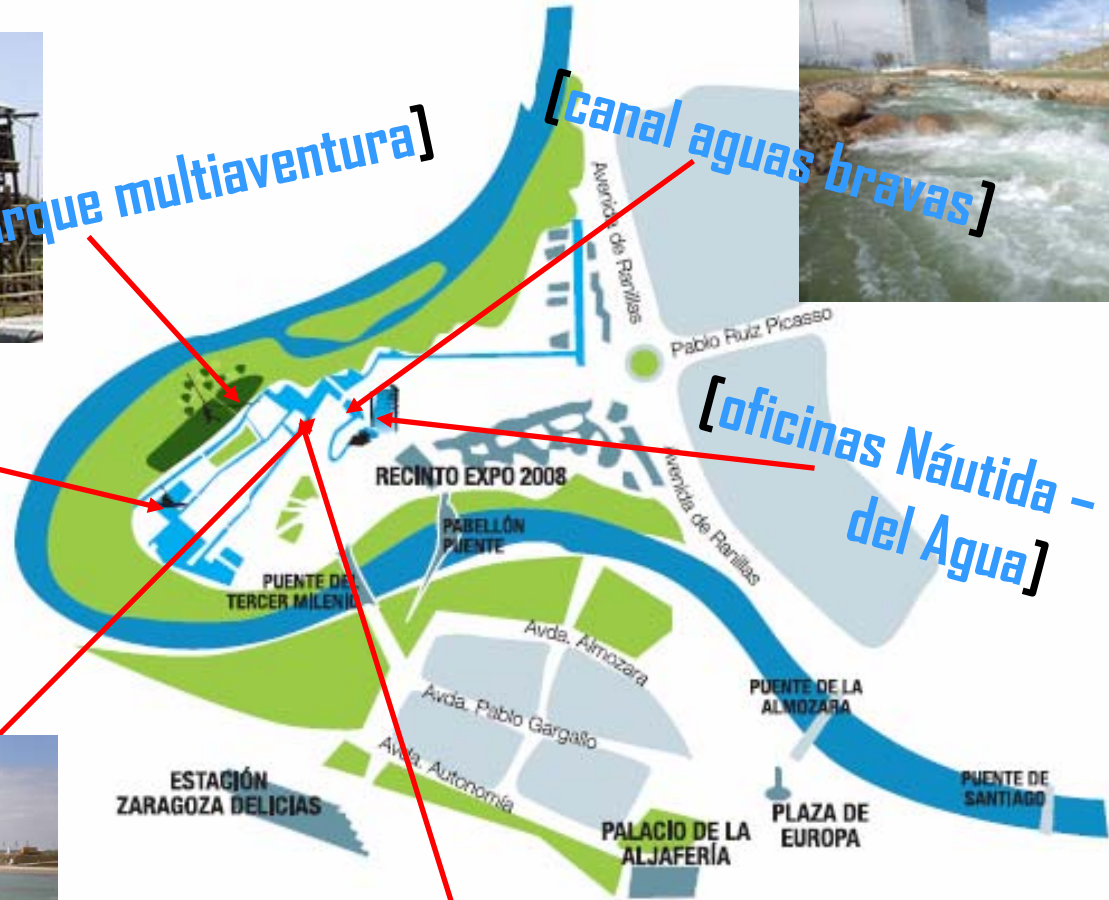 [canal aguas bravas]
multiaventura]
Avenida de Ranillas
Pablo Ruiz Picasso
[oficinas Náutida –
del Agua]
RECINTO EXPO 2008
PABELLÓN
PUENTE
Avenida de Ranillas
PUENTE DEL
TERCER MILENIO
Avda. Almozara
Avda. Pablo Gargallo
Avda. Autonomía
PUENTE DE LA
ALMOZARA
ESTACIÓN
ZARAGOZA DELICIAS
PUENTE DE
SANTIAGO
PLAZA DE
EUROPA
PALACIO DE LA
ALJAFERÍA